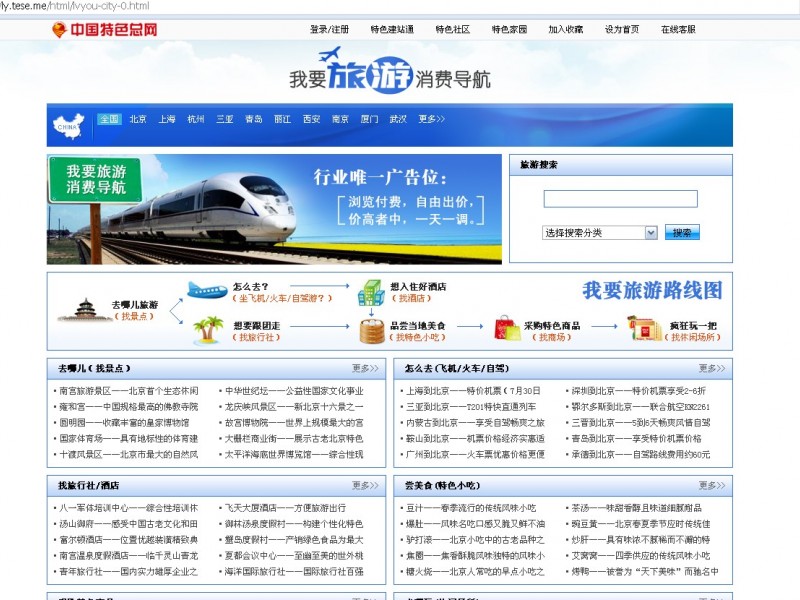 ly.tese.me/html/lvyou-city-0.html
中国特色总网
登录/注册 特色建站通 特色社区 特色家园 加入收藏 设为首页 在线客服
我要旅游消费导航
CHINA 全国 北京 上海 杭州 三亚 青岛 丽江 西安 南京 厦门 武汉 更多>>
我要旅游
消费导航
行业唯一广告位：
浏览付费，自由出价，
价高者中，一天一调。
旅游搜索
选择搜索分类 搜索
我要旅游路线图
去哪儿旅游
（找景点）
怎么去？
（坐飞机/火车/自驾游？）
想入住好酒店
（找酒店）
想要跟团走
（找旅行社）
品尝当地美食
（找特色小吃）
采购特色商品
（找商场）
疯狂玩一把
（找休闲场所）
去哪儿（找景点） 更多>>
• 南宫旅游景区——北京首个生态休闲 • 中华世纪坛——公益性国家文化事业
• 雍和宫——中国规格最高的佛教寺院 • 龙庆峡风景区——新北京十六景之一
• 圆明园——收藏丰富的皇家博物馆 • 故宫博物院——世界上规模最大的宫
• 国家体育场——具有地标性的体育建 • 大栅栏商业街——展示古老北京特色
• 十渡风景区——北京市最大的自然风 • 太平洋海底世界博览馆——综合性现
怎么去(飞机/火车/自驾) 更多>>
• 上海到北京——特价机票（7月30日 • 深圳到北京——特价机票享受2-6折
• 三亚到北京——T201特快直通列车 • 鄂尔多斯到北京——联合航空KN2261
• 内蒙古到北京——享受自驾畅爽之旅 • 三晋到北京——5到6天畅爽风情自驾
• 鞍山到北京——机票价格经济实惠适 • 青岛到北京——享受特价机票价格
• 广州到北京——火车票优惠价格更便 • 承德到北京——自驾路线费用约60元
找旅行社/酒店 更多>>
• 八一军体培训中心——综合性培训休 • 飞天大厦酒店——方便旅游出行
• 汤山御府——感受中国古老文化和田 • 御林汤泉度假村——构建个性化特色
• 富尔顿酒店——位置优越装潢精致典 • 蟹岛度假村——产销绿色食品为最大
• 南宫温泉度假酒店——临千灵山青龙 • 夏都会议中心——至幽至美的世外桃
• 青年旅行社——国内实力雄厚企业之 • 海洋国际旅行社——国际旅行社百强
尝美食(特色小吃) 更多>>
• 豆汁——春季流行的传统风味小吃 • 茶汤——味甜香醇且味道细腻耐品
• 爆肚——风味名吃口感又脆又鲜不油 • 豌豆黄——北京春夏季节应时传统佳
• 驴打滚——北京小吃中的古老品种之 • 炒肝——具有味浓不腻稀而不澥的特
• 焦圈——焦香酥脆风味独特的风味小 • 艾窝窝——四季供应的传统风味小吃
• 糖火烧——北京人常吃的早点小吃之 • 烤鸭——被誉为“天下美味”而驰名中